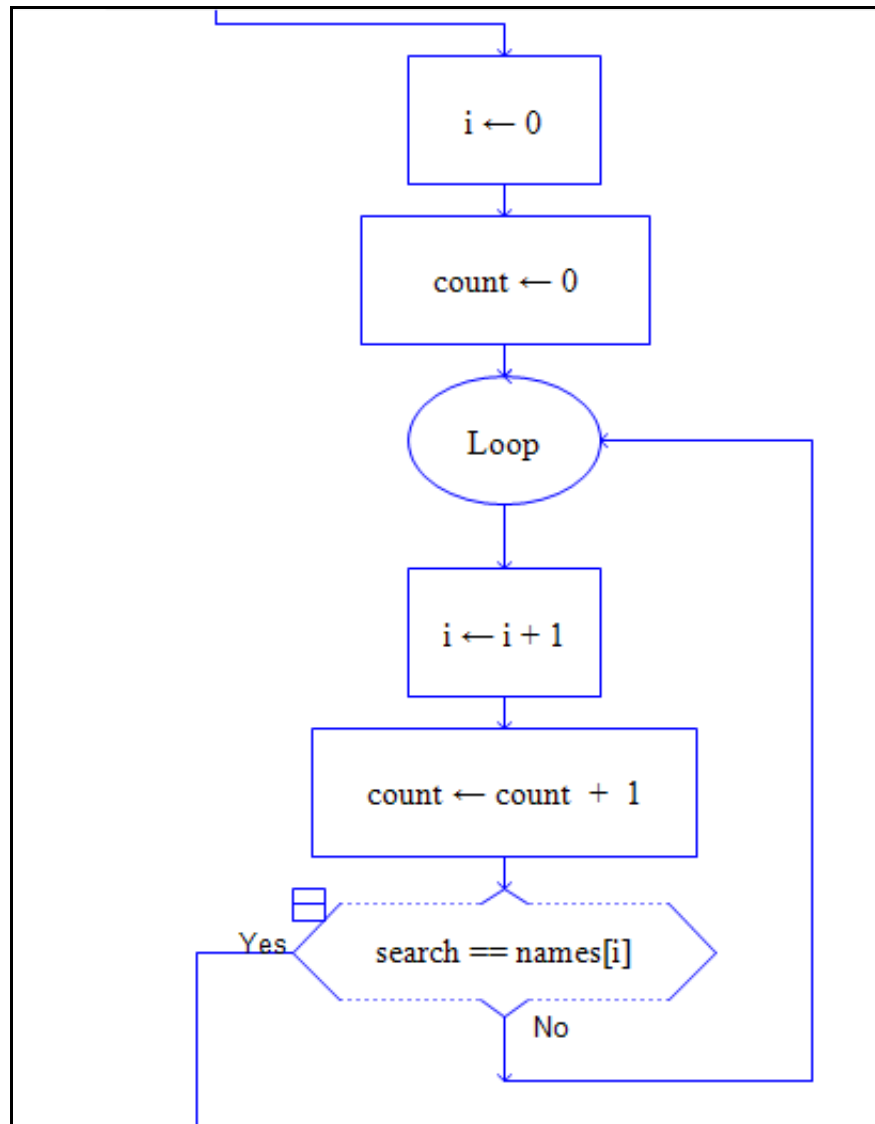 i ← 0
count ← 0
Loop
i ← i + 1
count ← count + 1
Yes
search == names[i]
No